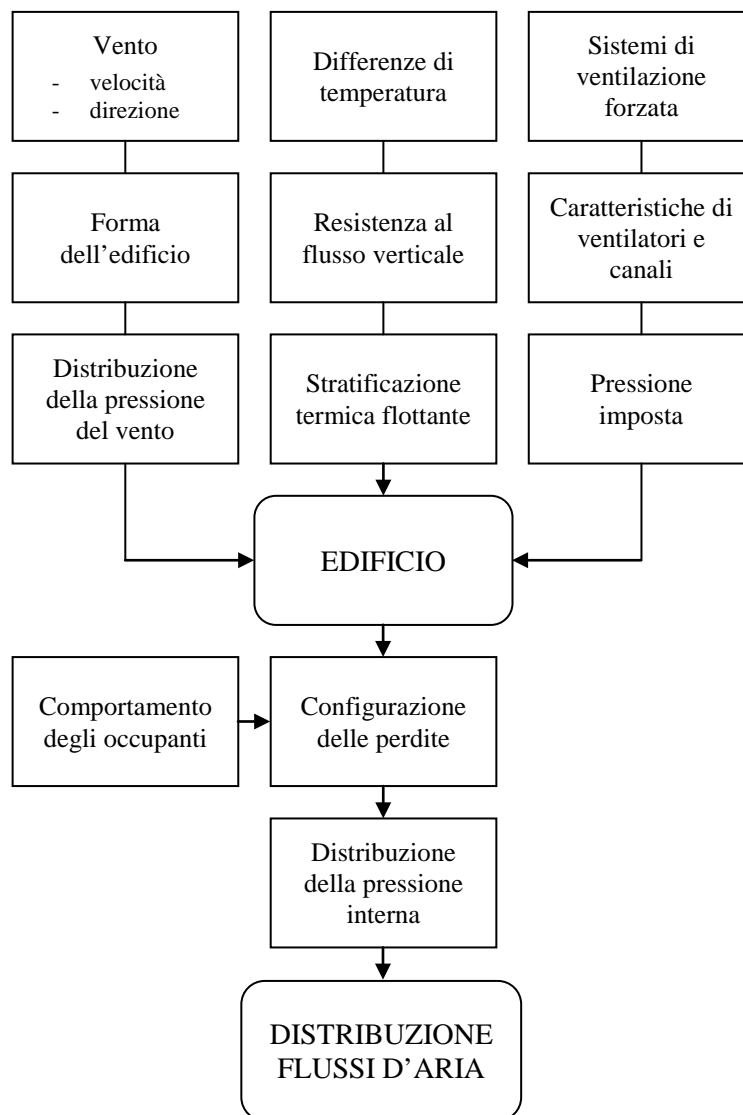 Vento
- velocità
- direzione
Differenze di
temperatura
Sistemi di
ventilazione
forzata
Forma
dell’edificio
Resistenza al
flusso verticale
Caratteristiche di
ventilatori e
canali
Distribuzione
della pressione
del vento
Stratificazione
termica flottante
Pressione
imposta
EDIFICIO
Comportamento
degli occupanti
Configurazione
delle perdite
Distribuzione
della pressione
interna
DISTRIBUZIONE
FLUSSI D’ARIA